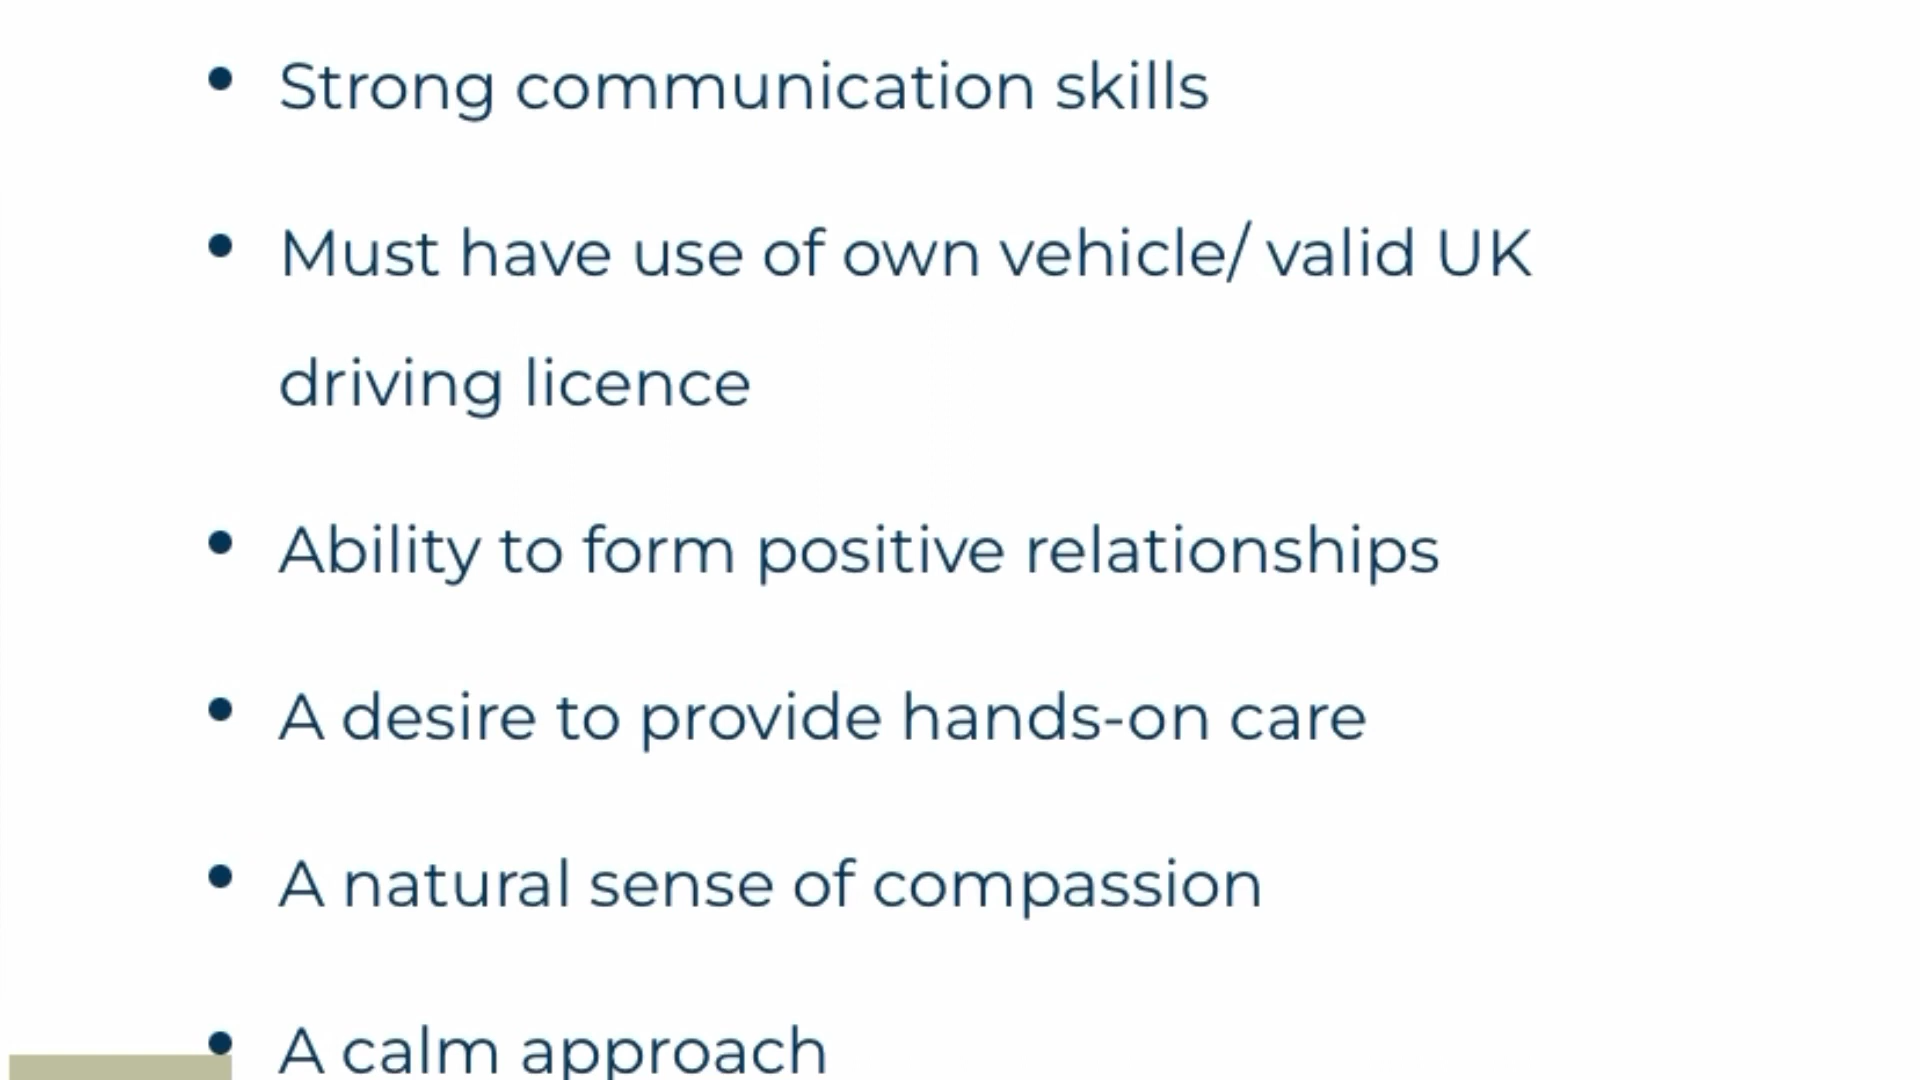 • Strong communication skills
• Must have use of own vehicle/ valid UK
driving licence
• Ability to form positive relationships
• A desire to provide hands-on care
• A natural sense of compassion
• A calm approach